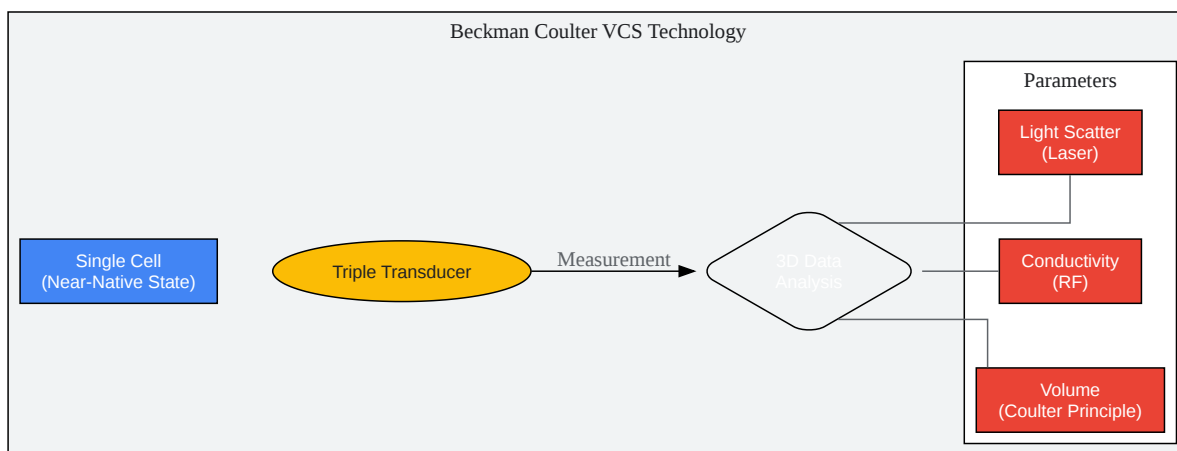 Beckman Coulter VCS Technology
Parameters
Light Scatter
(Laser)
Single Cell
(Near-Native State)
Triple Transducer
Measurement
3D Data
Analysis
Conductivity
(RF)
Volume
(Coulter Principle)